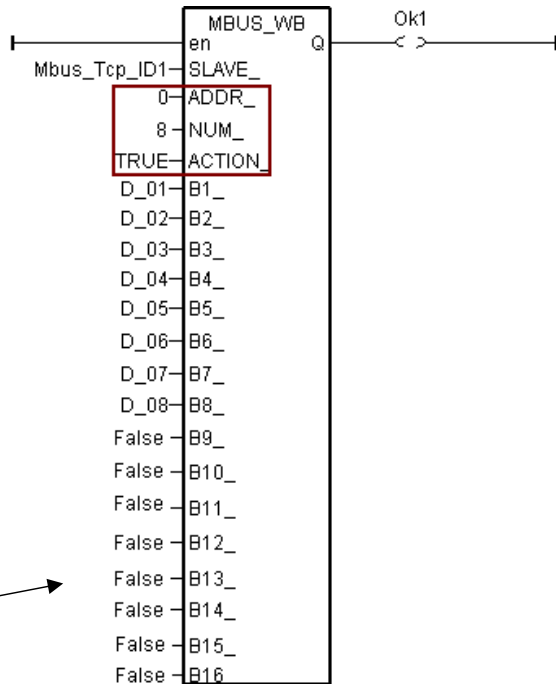 MBUS_WB Ok1
en Q
Mbus_Tcp_ID1 SLAVE_
0 ADDR_
8 NUM_
TRUE ACTION_
D_01 B1_
D_02 B2_
D_03 B3_
D_04 B4_
D_05 B5_
D_06 B6_
D_07 B7_
D_08 B8_
False B9_
False B10_
False B11_
False B12_
False B13_
False B14_
False B15_
False B16_